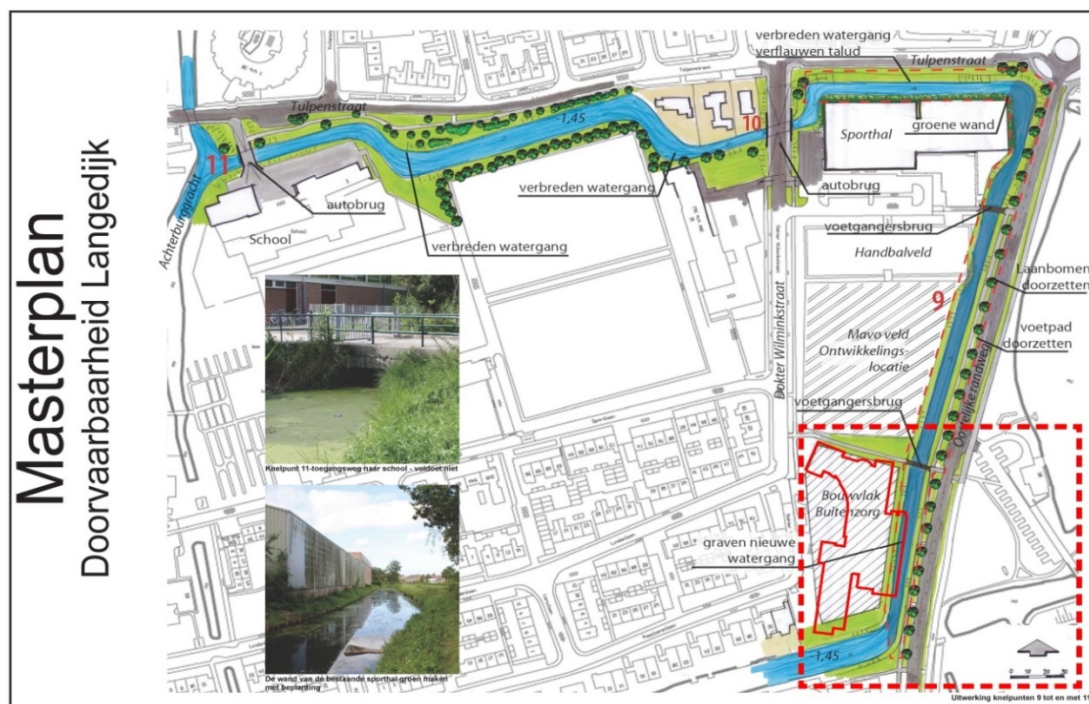 Masterplan
Doorvaarbaarheid Langedijk
verbreden watergang
verflauwen talud
Tulpenstraat
Tulpenstraat
Tulpenstraat
-1,45
10
Sporthal
groene wand
11
Achterburggracht
autobrug
School
verbreden watergang
verbreden watergang
autobrug
voetgangersbrug
Handbalveld
Laanbomen
doorzetten
9
voetpad
doorzetten
Mavo veld
Ontwikkelings-
locatie
Dokter Wilminkstraat
Oostelijke randweg
voetgangersbrug
Bouwvlak
Buitenzorg
graven nieuwe
watergang
-1,45
Knelpunt 11-toegangsweg naar school - voldoet niet
De wand van de bestaande sporthal groen maken
met beplanting
Uitwerking knelpunten 9 tot en met 11